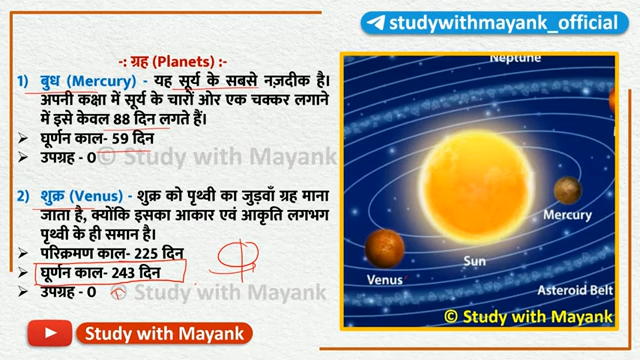 studywithmayank_official
-: ग्रह (Planets) :-
1) बुध (Mercury) - यह सूर्य के सबसे नज़दीक है।
अपनी कक्षा में सूर्य के चारों ओर एक चक्कर लगाने
में इसे केवल 88 दिन लगते हैं।
➤ घूर्णन काल- 59 दिन
➤ उपग्रह - 0
© Study with Mayank
2) शुक्र (Venus) - शुक्र को पृथ्वी का जुड़वाँ ग्रह माना
जाता है, क्योंकि इसका आकार एवं आकृति लगभग
पृथ्वी के ही समान है।
➤ परिक्रमण काल- 225 दिन
➤ घूर्णन काल- 243 दिन
➤ उपग्रह - 0
© Study with Mayank
Neptune
Mercury
Sun
Venus
Asteroid Belt
© Study with Mayank
Study with Mayank